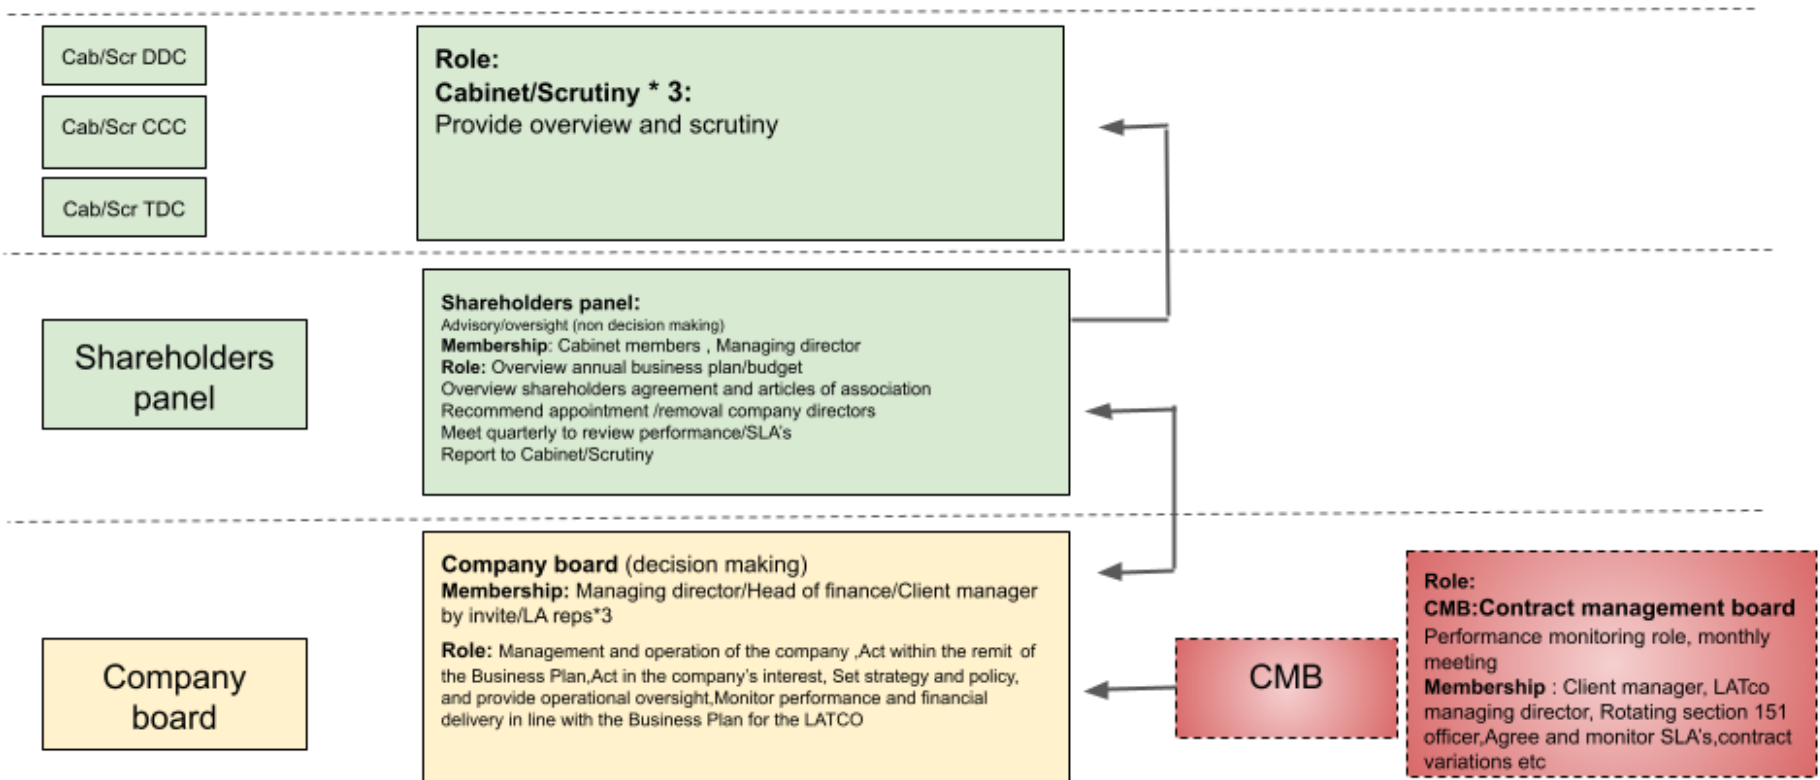 Cab/Scr DDC
Cab/Scr CCC
Cab/Scr TDC
Role:
Cabinet/Scrutiny * 3:
Provide overview and scrutiny
Shareholders
panel
Shareholders panel:
Advisory/oversight (non decision making)
Membership: Cabinet members , Managing director
Role: Overview annual business plan/budget
Overview shareholders agreement and articles of association
Recommend appointment /removal company directors
Meet quarterly to review performance/SLA's
Report to Cabinet/Scrutiny
Company
board
Company board (decision making)
Membership: Managing director/Head of finance/Client manager
by invite/LA reps*3
Role: Management and operation of the company ,Act within the remit of
the Business Plan,Act in the company's interest, Set strategy and policy,
and provide operational oversight,Monitor performance and financial
delivery in line with the Business Plan for the LATCO
CMB
Role:
CMB:Contract management board
Performance monitoring role, monthly
meeting
Membership : Client manager, LATco
managing director, Rotating section 151
officer,Agree and monitor SLA's,contract
variations etc